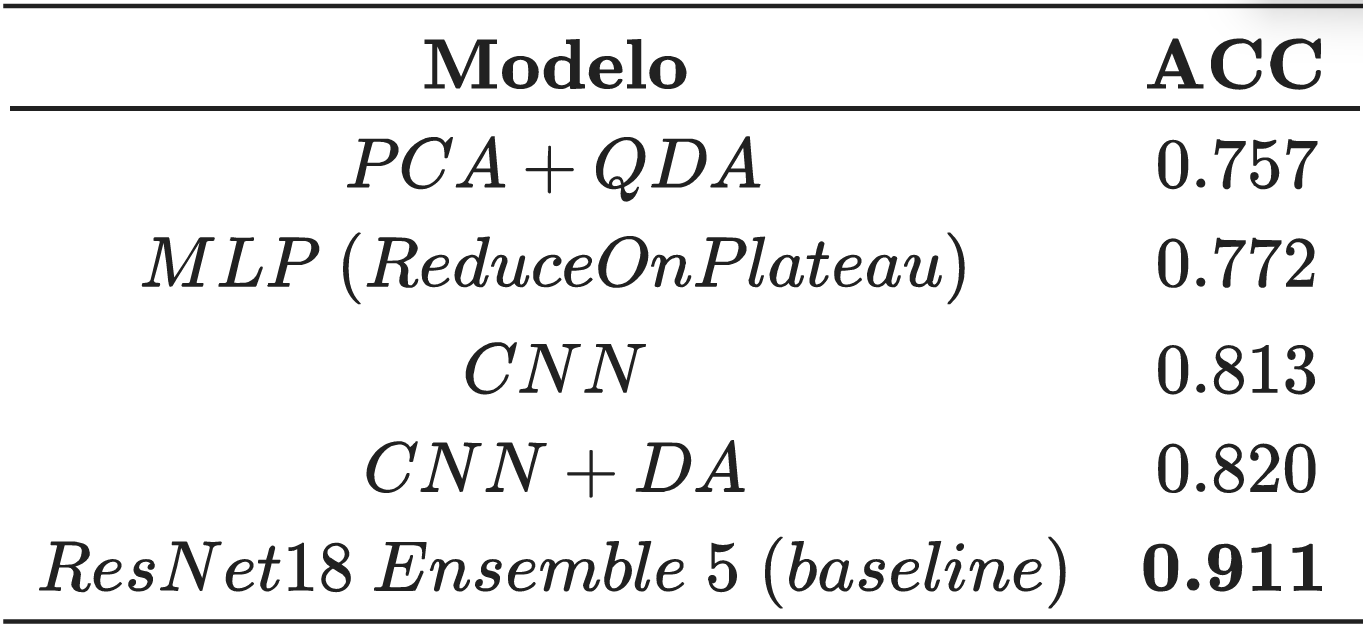 Modelo ACC
PCA + QDA 0.757
MLP (ReduceOnPlateau) 0.772
CNN 0.813
CNN + DA 0.820
ResNet18 Ensemble 5 (baseline) 0.911